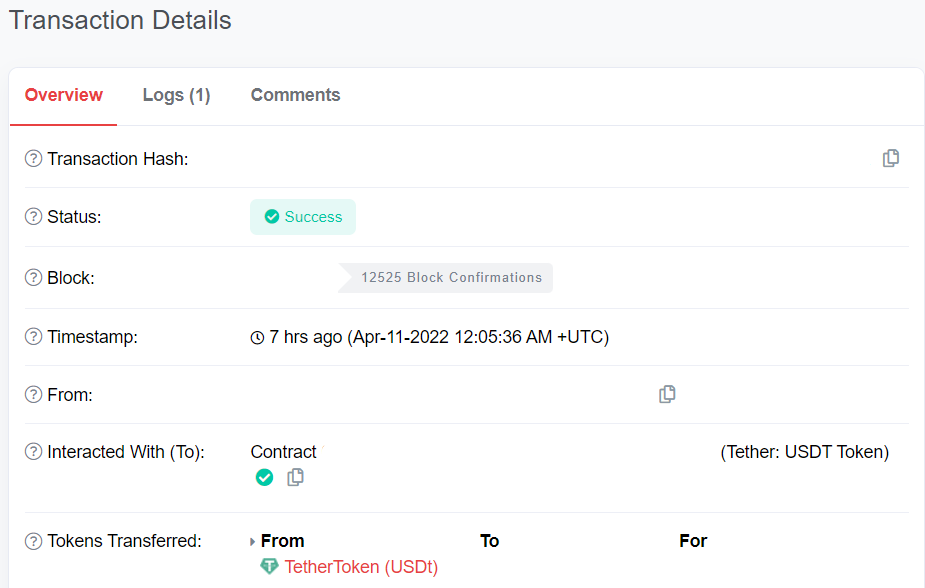 Transaction Details
Overview Logs (1) Comments
Transaction Hash:
Status: Success
Block: 12525 Block Confirmations
Timestamp: 7 hrs ago (Apr-11-2022 12:05:36 AM +UTC)
From:
Interacted With (To): Contract (Tether: USDT Token)
Tokens Transferred: From To For
TetherToken (USDt)